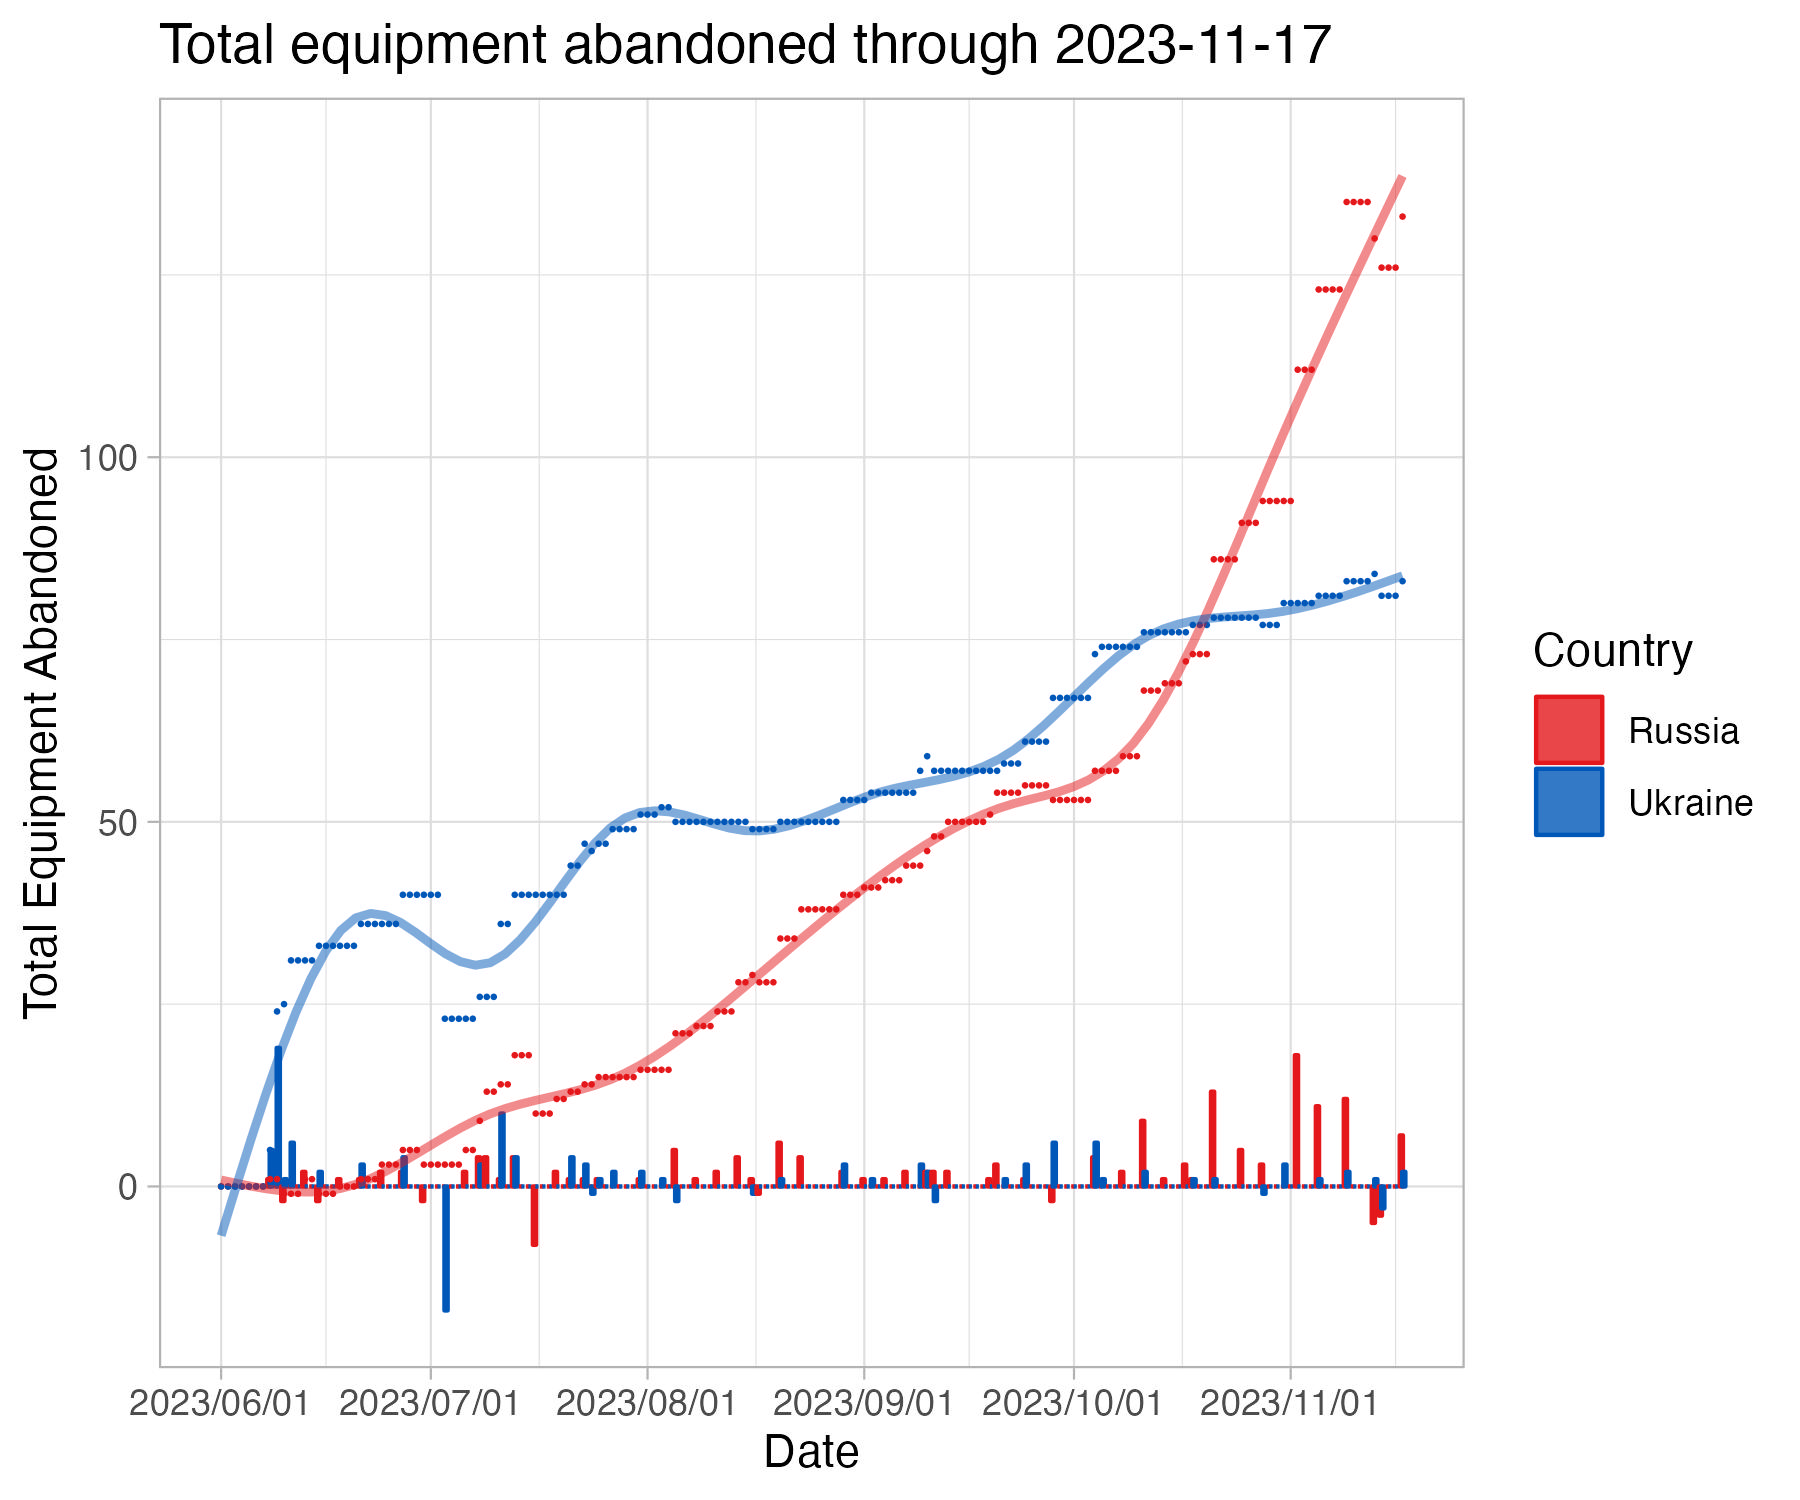 Total equipment abandoned through 2023-11-17
Total Equipment Abandoned
100
50
0
2023/06/01 2023/07/01 2023/08/01 2023/09/01 2023/10/01 2023/11/01
Date
Country
Russia
Ukraine